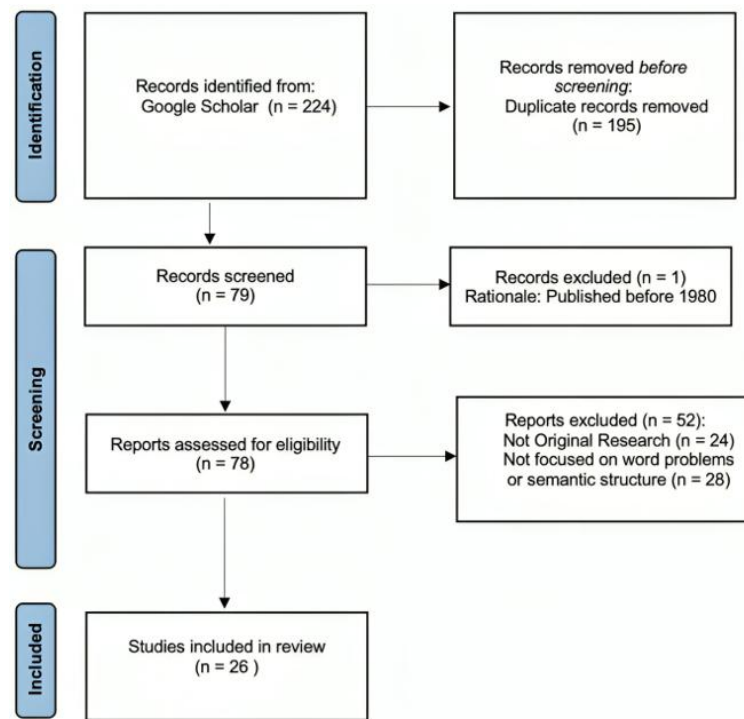 Identification
Records identified from:
Google Scholar (n = 224)
Records removed before
screening:
Duplicate records removed
(n = 195)
Screening
Records screened
(n = 79)
Records excluded (n = 1)
Rationale: Published before 1980
Reports assessed for eligibility
(n = 78)
Reports excluded (n = 52):
Not Original Research (n = 24)
Not focused on word problems
or semantic structure (n = 28)
Included
Studies included in review
(n = 26 )